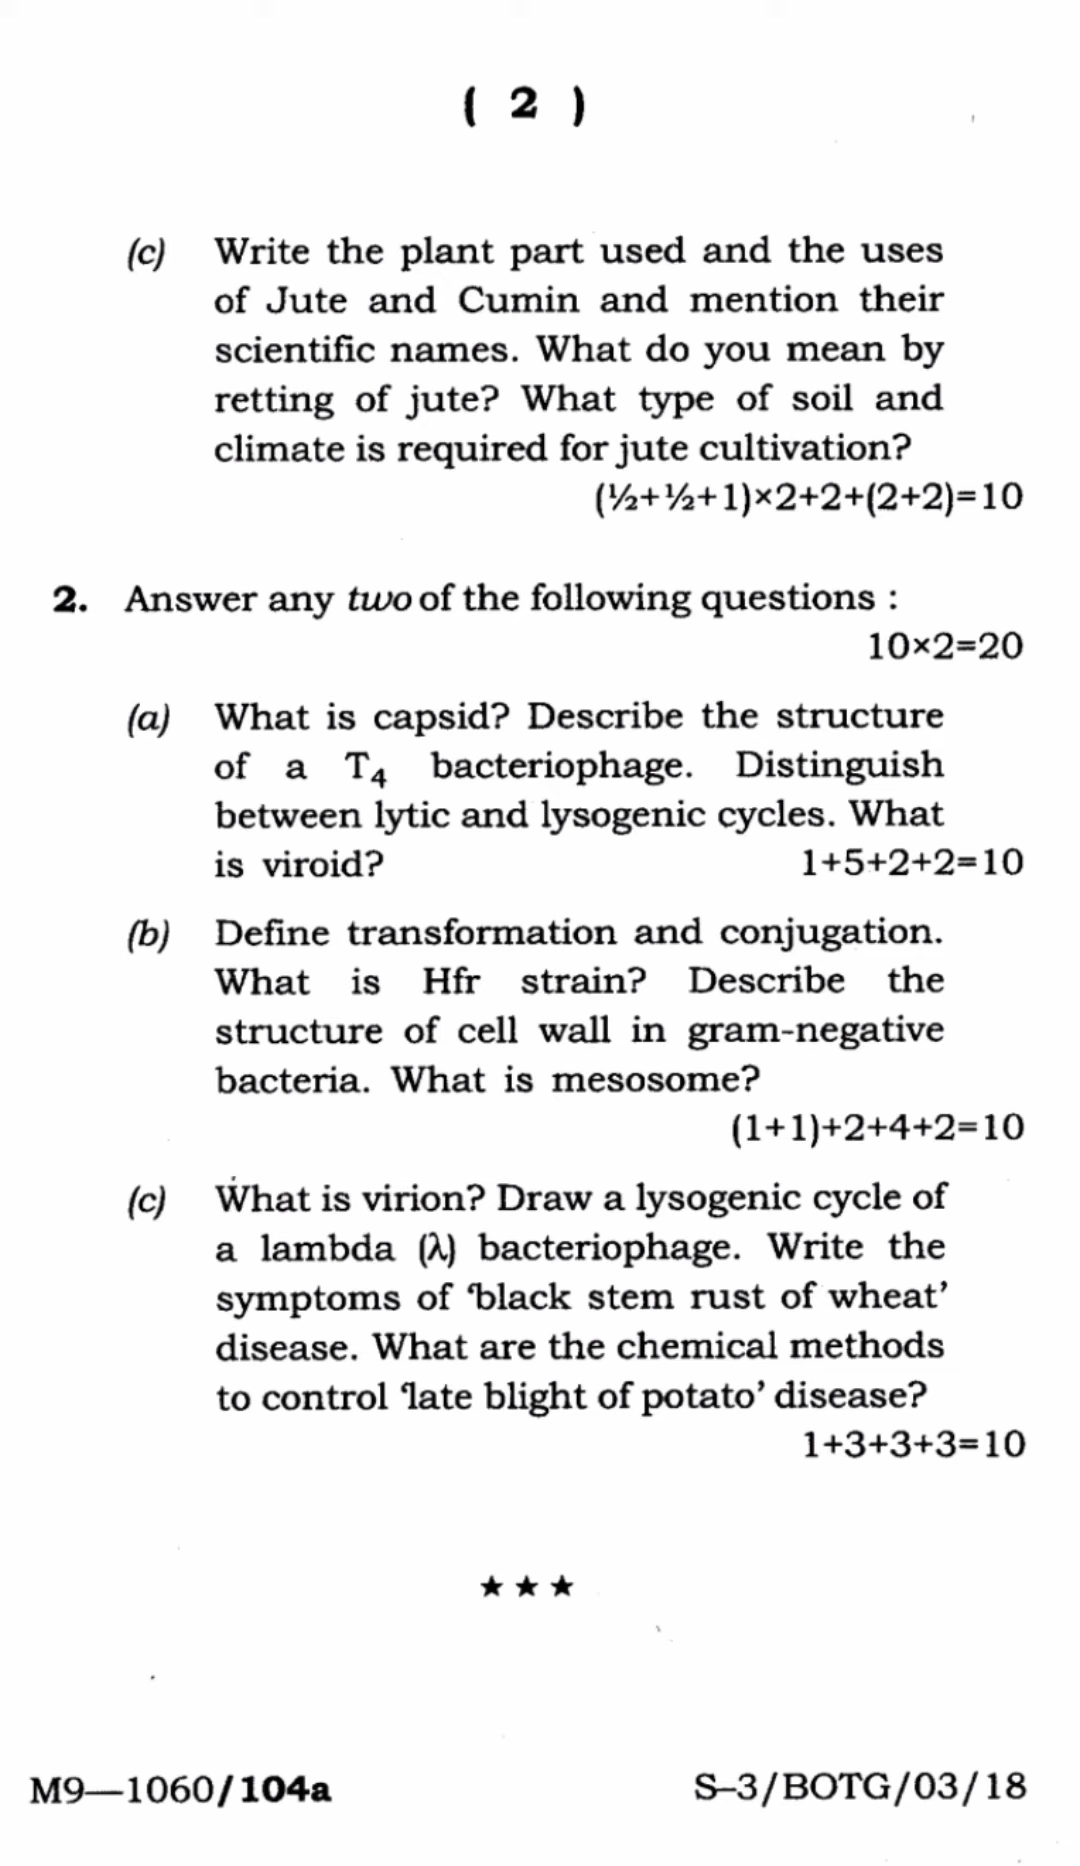 ( 2 )
(c) Write the plant part used and the uses
of Jute and Cumin and mention their
scientific names. What do you mean by
retting of jute? What type of soil and
climate is required for jute cultivation?
(½+½+1)×2+2+(2+2)=10
2. Answer any two of the following questions :
10×2=20
(a) What is capsid? Describe the structure
of a T₄ bacteriophage. Distinguish
between lytic and lysogenic cycles. What
is viroid? 1+5+2+2=10
(b) Define transformation and conjugation.
What is Hfr strain? Describe the
structure of cell wall in gram-negative
bacteria. What is mesosome?
(1+1)+2+4+2=10
(c) What is virion? Draw a lysogenic cycle of
a lambda (λ) bacteriophage. Write the
symptoms of ‘black stem rust of wheat’
disease. What are the chemical methods
to control ‘late blight of potato’ disease?
1+3+3+3=10
★ ★ ★
M9—1060/104a S–3/BOTG/03/18